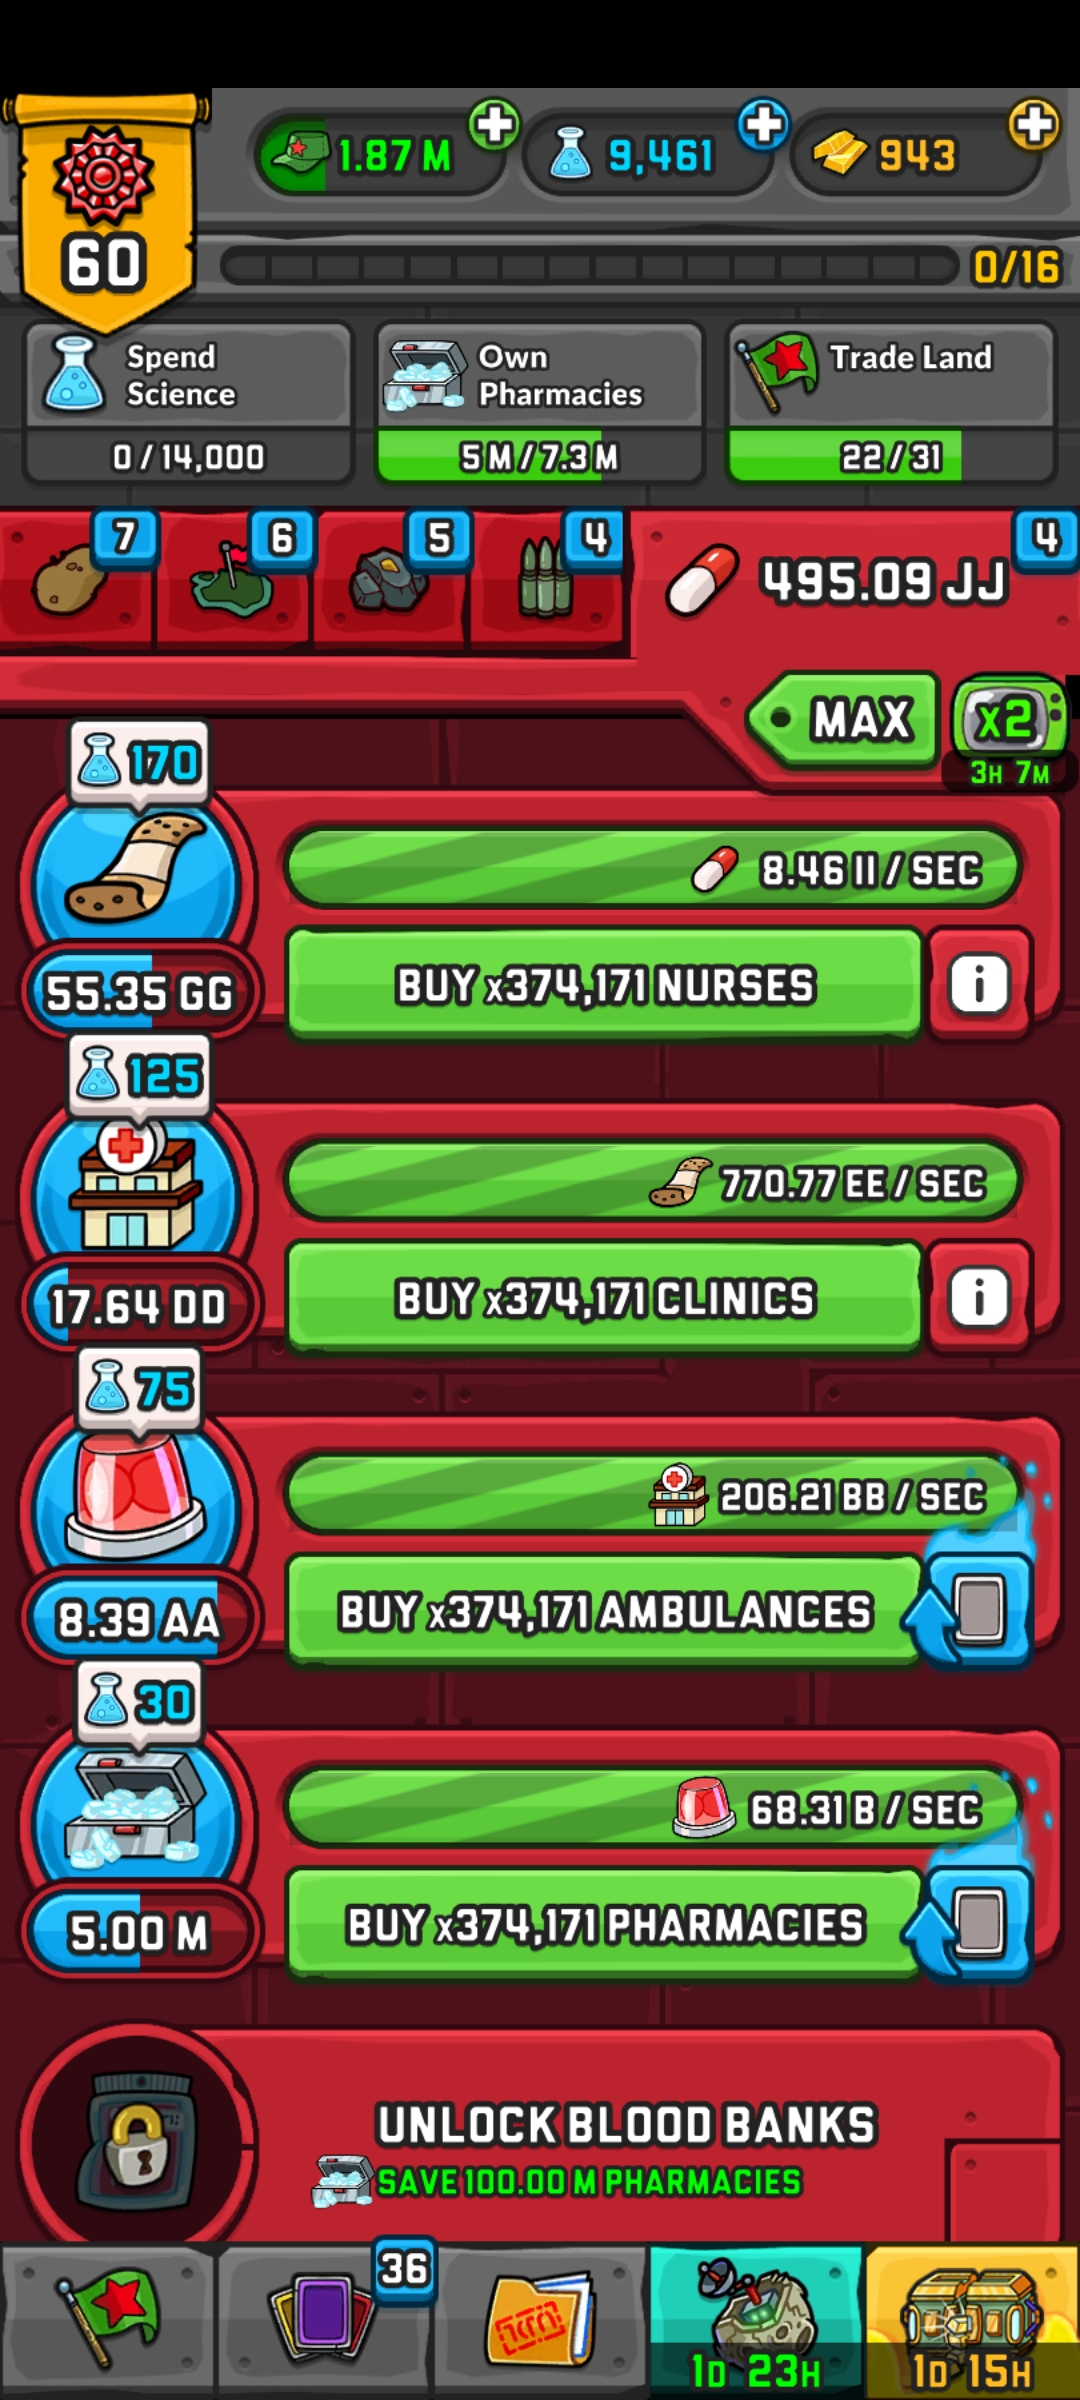 1.87 M
9,461
943
60
0/16
Spend
Science
0/14,000
Own
Pharmacies
5 M/7.3 M
Trade Land
22/31
7
6
5
4
495.09 JJ
4
MAX
x2
3H 7M
170
8.46 II/SEC
55.35 GG
BUY x374,171 NURSES
i
125
770.77 EE/SEC
17.64 DD
BUY x374,171 CLINICS
i
75
206.21 BB/SEC
8.39 AA
BUY x374,171 AMBULANCES
30
68.31 B/SEC
5.00 M
BUY x374,171 PHARMACIES
UNLOCK BLOOD BANKS
SAVE 100.00 M PHARMACIES
36
1D 23H
1D 15H